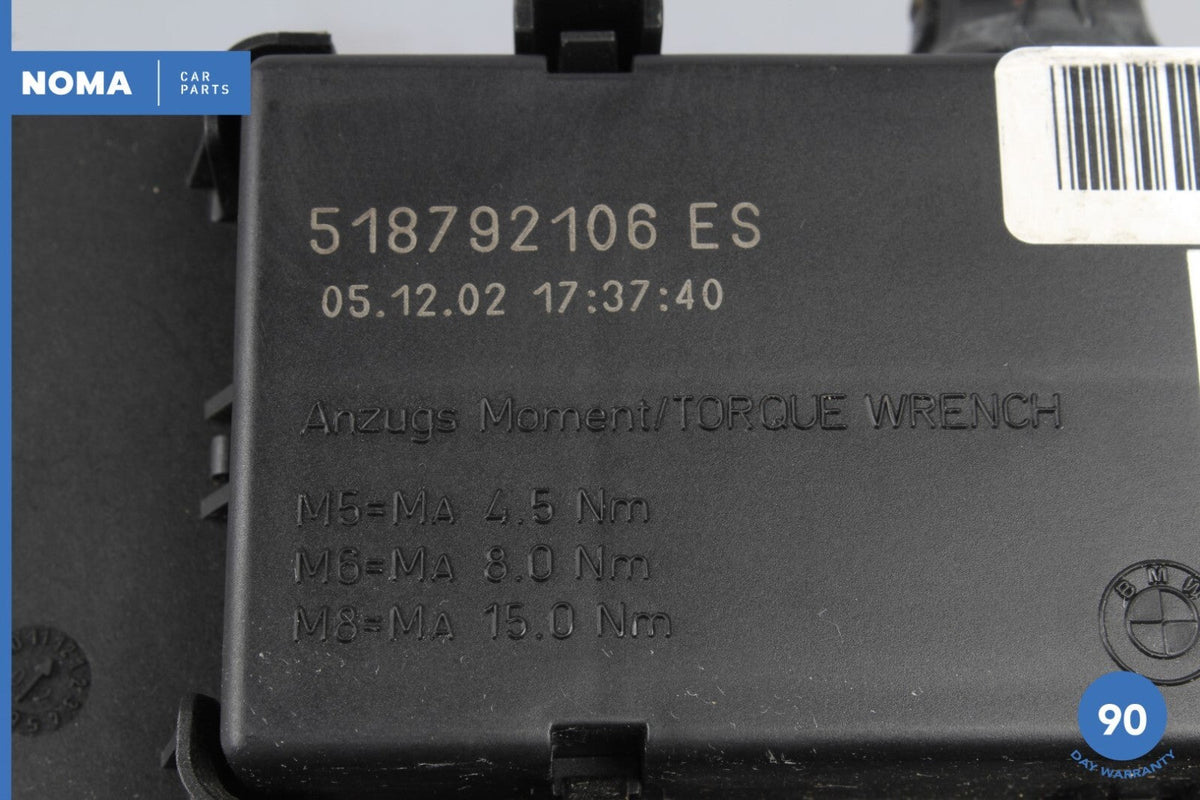 NOMA
CAR
PARTS
518792106 ES
05.12.02 17:37:40
Anzugs Moment/TORQUE WRENCH
M5=MA 4.5 Nm
M6=MA 8.0 Nm
M8=MA 15.0 Nm
BMW
90
DAY WARRANTY